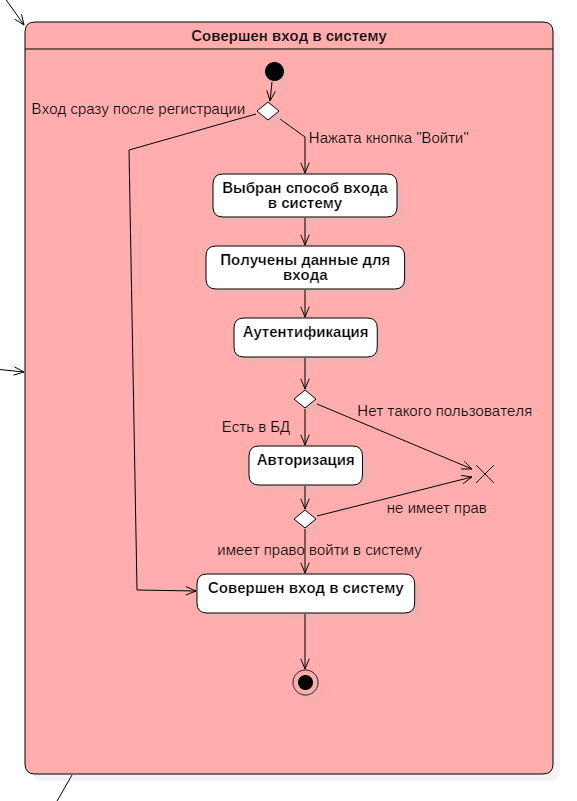 Совершен вход в систему
Вход сразу после регистрации
Нажата кнопка "Войти"
Выбран способ входа
в систему
Получены данные для
входа
Аутентификация
Нет такого пользователя
Есть в БД
Авторизация
не имеет прав
имеет право войти в систему
Совершен вход в систему